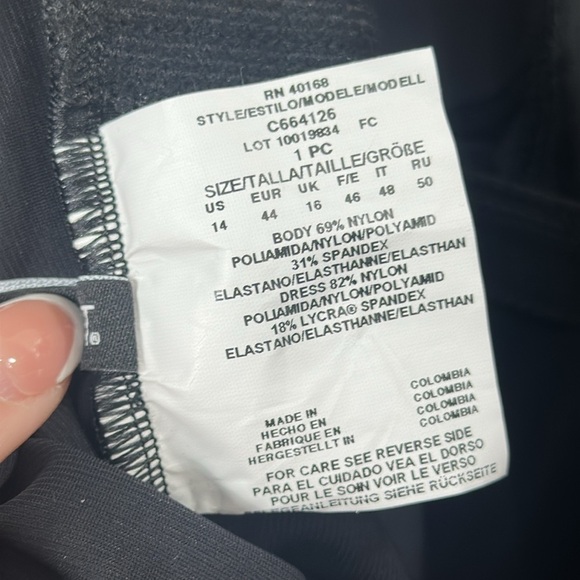 RN 40168
STYLE/ESTILO/MODELE/MODELL
C664126
LOT 10019834 FC
1 PC
SIZE/TALLA/TAILLE/GRÖßE
US EUR UK F/E IT RU
14 44 16 46 48 50
BODY 69% NYLON
POLIAMIDA/NYLON/POLYAMID
31% SPANDEX
ELASTANO/ELASTHANNE/ELASTHAN
DRESS 82% NYLON
POLIAMIDA/NYLON/POLYAMID
18% LYCRA® SPANDEX
ELASTANO/ELASTHANNE/ELASTHAN
MADE IN COLOMBIA
HECHO EN COLOMBIA
FABRIQUE EN COLOMBIA
HERGESTELLT IN COLOMBIA
FOR CARE SEE REVERSE SIDE
PARA EL CUIDADO VEA EL DORSO
POUR LE SOIN VOIR LE VERSO
SIEHE RÜCKSEITE